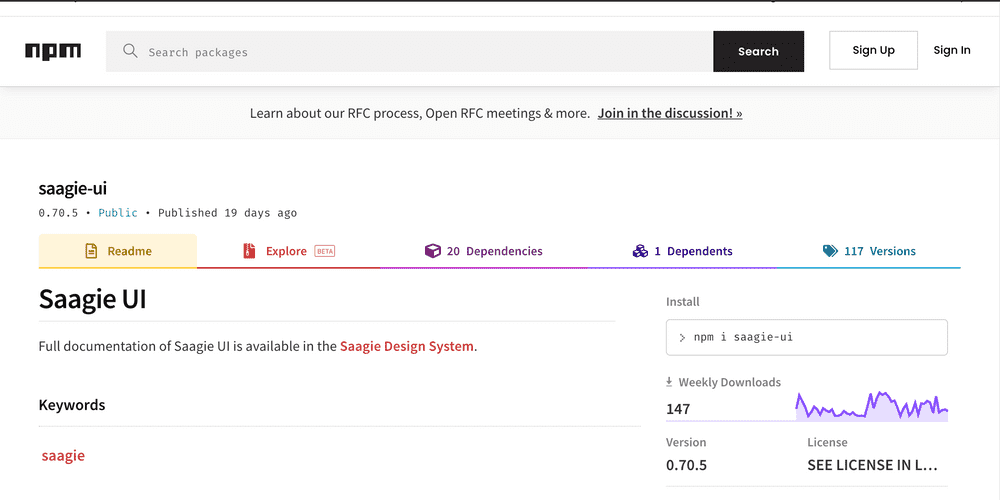 npm
Search packages
Search
Sign Up
Sign In
Learn about our RFC process, Open RFC meetings & more. Join in the discussion! »
saagie-ui
0.70.5 • Public • Published 19 days ago
Readme
Explore BETA
20 Dependencies
1 Dependents
117 Versions
Saagie UI
Full documentation of Saagie UI is available in the Saagie Design System.
Keywords
saagie
Install
> npm i saagie-ui
Weekly Downloads
147
Version
License
0.70.5
SEE LICENSE IN L...